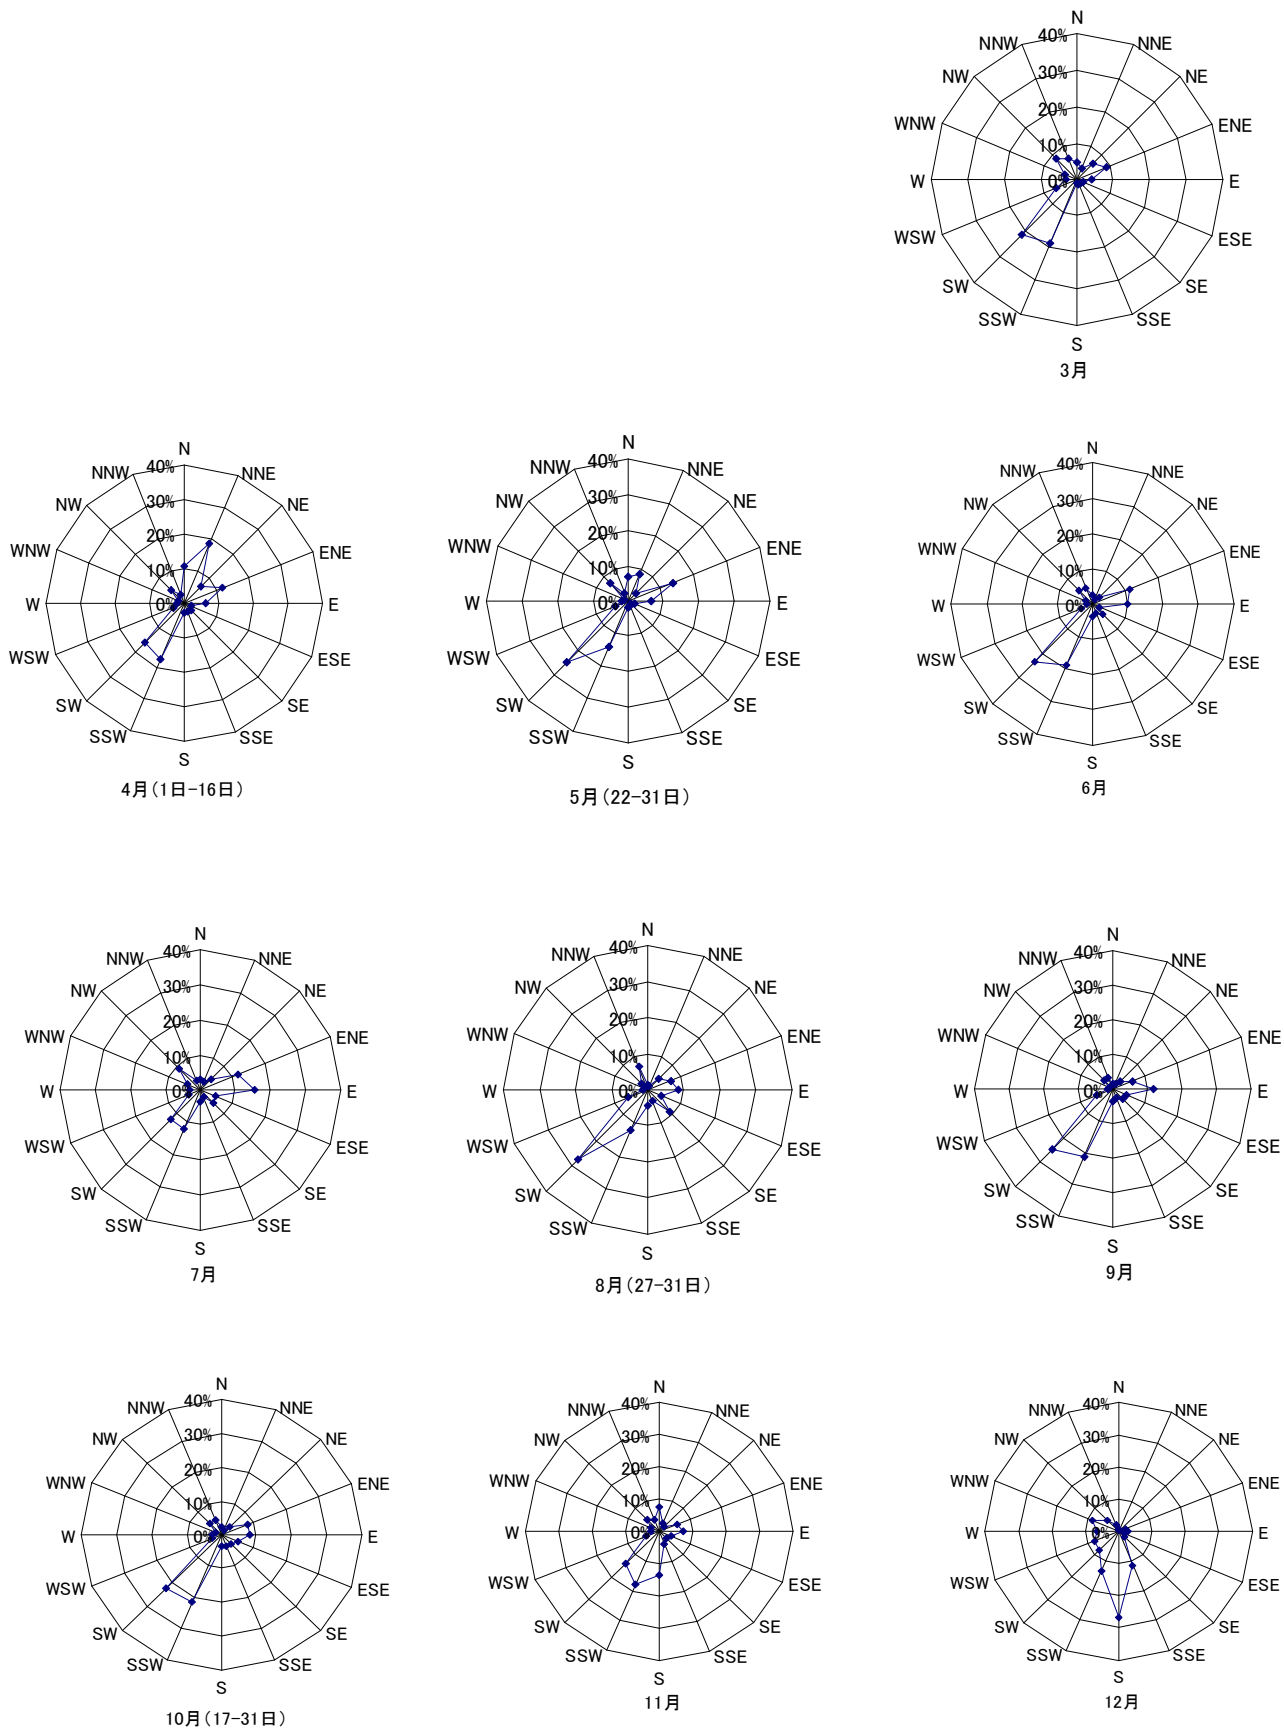 N
40%
NNW
NNE
30%
NW
NE
20%
WNW
ENE
10%
W
0%
E
WSW
ESE
SW
SE
SSW
SSE
S
3月
N
40%
NNW
NNE
30%
NW
NE
20%
WNW
ENE
10%
W
0%
E
WSW
ESE
SW
SE
SSW
SSE
S
4月(1日-16日)
N
40%
NNW
NNE
30%
NW
NE
20%
WNW
ENE
10%
W
0%
E
WSW
ESE
SW
SE
SSW
SSE
S
5月(22-31日)
N
40%
NNW
NNE
30%
NW
NE
20%
WNW
ENE
10%
W
0%
E
WSW
ESE
SW
SE
SSW
SSE
S
6月
N
40%
NNW
NNE
30%
NW
NE
20%
WNW
ENE
10%
W
0%
E
WSW
ESE
SW
SE
SSW
SSE
S
7月
N
40%
NNW
NNE
30%
NW
NE
20%
WNW
ENE
10%
W
0%
E
WSW
ESE
SW
SE
SSW
SSE
S
8月(27-31日)
N
40%
NNW
NNE
30%
NW
NE
20%
WNW
ENE
10%
W
0%
E
WSW
ESE
SW
SE
SSW
SSE
S
9月
N
40%
NNW
NNE
30%
NW
NE
20%
WNW
ENE
10%
W
0%
E
WSW
ESE
SW
SE
SSW
SSE
S
10月(17-31日)
N
40%
NNW
NNE
30%
NW
NE
20%
WNW
ENE
10%
W
0%
E
WSW
ESE
SW
SE
SSW
SSE
S
11月
N
40%
NNW
NNE
30%
NW
NE
20%
WNW
ENE
10%
W
0%
E
WSW
ESE
SW
SE
SSW
SSE
S
12月